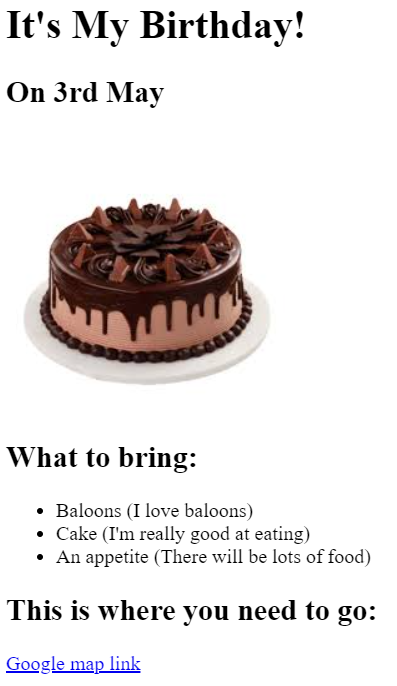 It's My Birthday!
On 3rd May
What to bring:
Baloons (I love baloons)
Cake (I'm really good at eating)
An appetite (There will be lots of food)
This is where you need to go:
Google map link